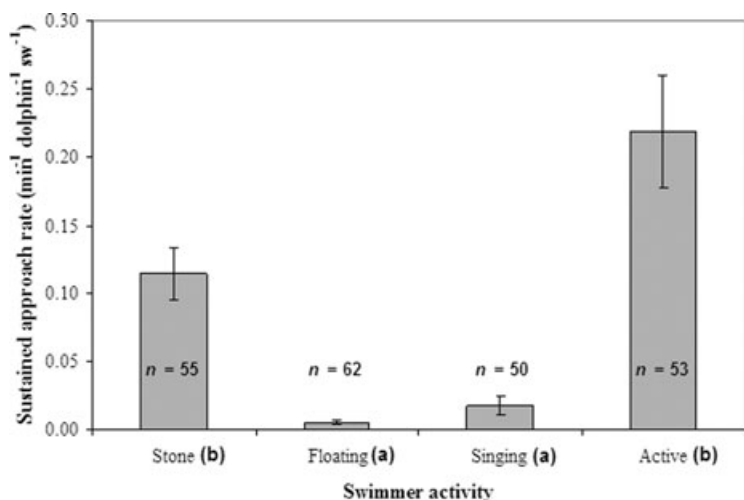 Sustained approach rate (min⁻¹ dolphin⁻¹ sw⁻¹)
0.30
0.25
0.20
0.15
0.10
0.05
0.00
n = 55
n = 62
n = 50
n = 53
Stone (b)
Floating (a)
Singing (a)
Active (b)
Swimmer activity